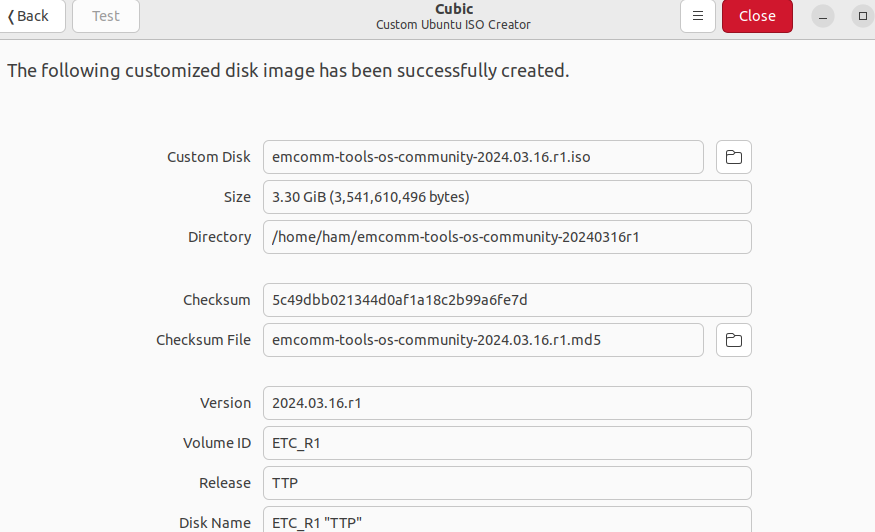 Back
Test
Cubic
Custom Ubuntu ISO Creator
Close
The following customized disk image has been successfully created.
Custom Disk emcomm-tools-os-community-2024.03.16.r1.iso
Size 3.30 GiB (3,541,610,496 bytes)
Directory /home/ham/emcomm-tools-os-community-20240316r1
Checksum 5c49dbb021344d0af1a18c2b99a6fe7d
Checksum File emcomm-tools-os-community-2024.03.16.r1.md5
Version 2024.03.16.r1
Volume ID ETC_R1
Release TTP
Disk Name ETC_R1 "TTP"